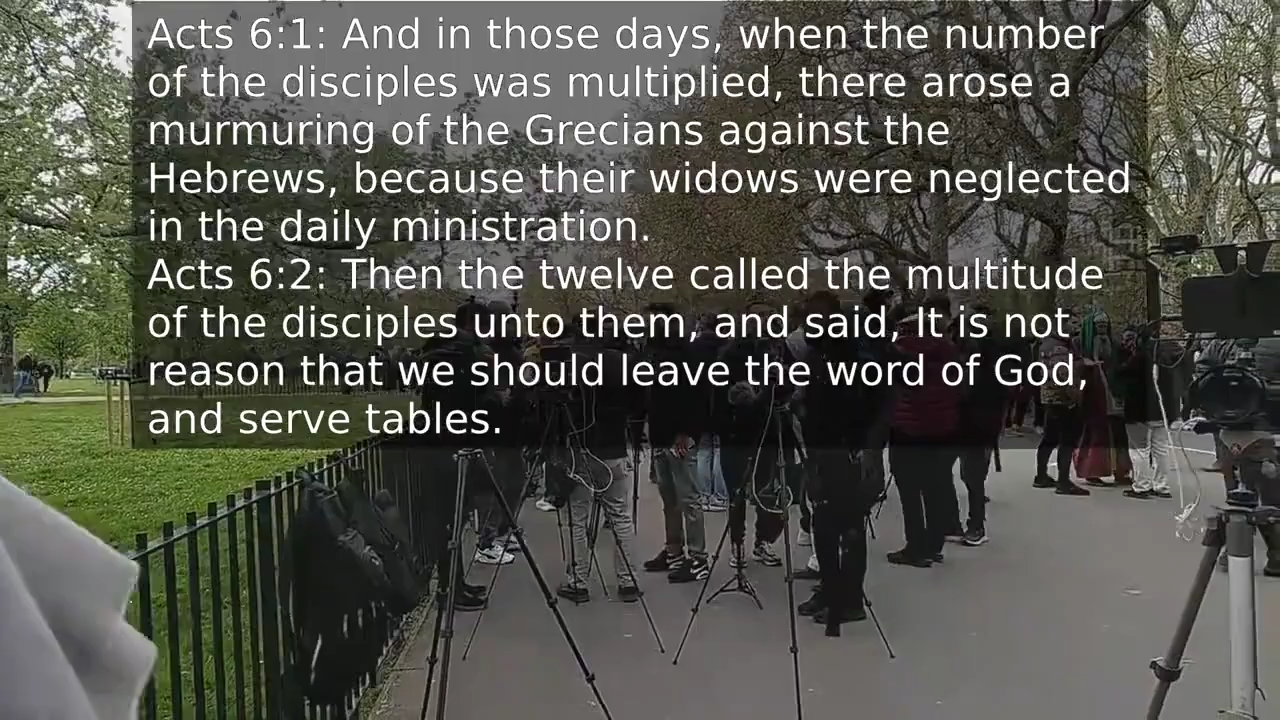 Acts 6:1: And in those days, when the number
of the disciples was multiplied, there arose a
murmuring of the Grecians against the
Hebrews, because their widows were neglected
in the daily ministration.
Acts 6:2: Then the twelve called the multitude
of the disciples unto them, and said, It is not
reason that we should leave the word of God,
and serve tables.